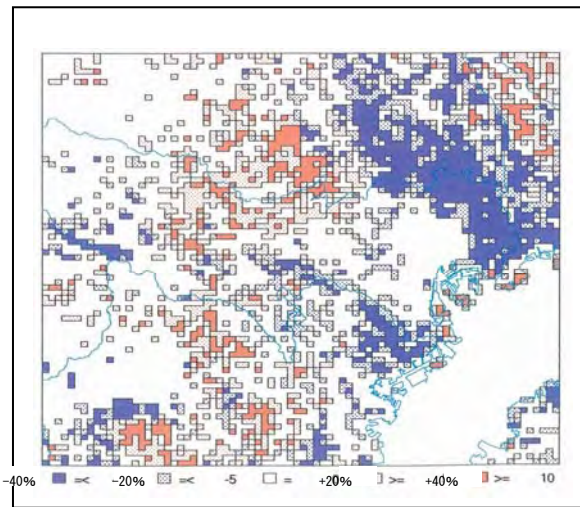 -40% =< -20% =< -5 = +20% >= +40% >= 10